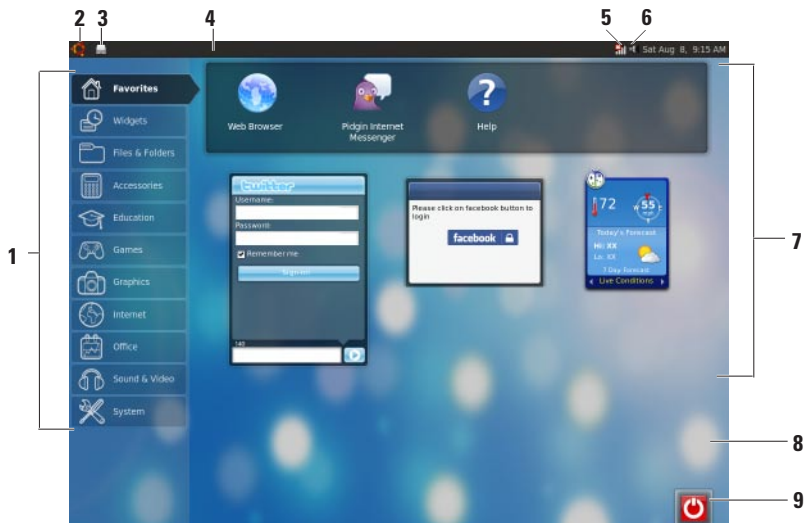 2
3
4
5
6
Sat Aug 8, 9:15 AM
1
Favorites
Widgets
Files & Folders
Accessories
Education
Games
Graphics
Internet
Office
Sound & Video
System
Web Browser
Pidgin Internet
Messenger
?
Help
twitter
Username:
Password:
Remember me
Sign in
140
Please click on facebook button to
login
facebook
72
55
mph
Today's Forecast
Hi: XX
Lo: XX
7 Day Forecast
Live Conditions
7
8
9